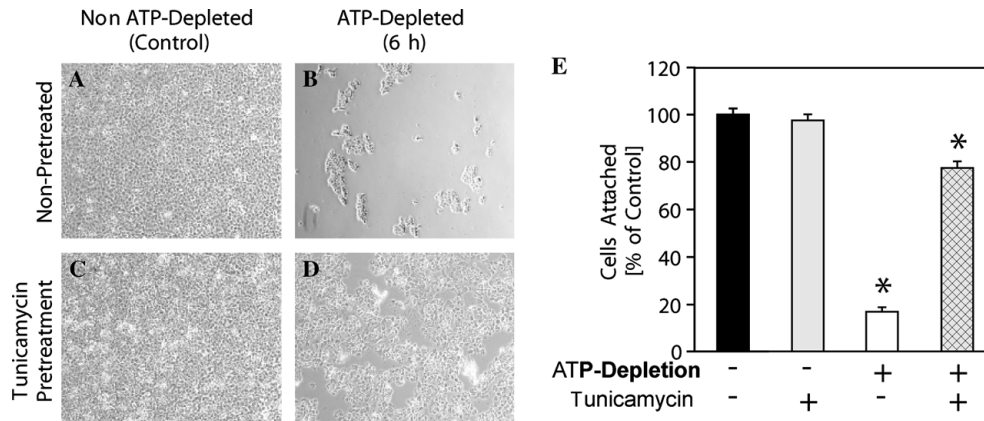 Non ATP-Depleted
(Control)
ATP-Depleted
(6 h)
Non-Pretreated
Tunicamycin
Pretreatment
A
B
C
D
E
Cells Attached
[% of Control]
120
100
80
60
40
20
0
*
*
ATP-Depletion - - + +
Tunicamycin - + - +